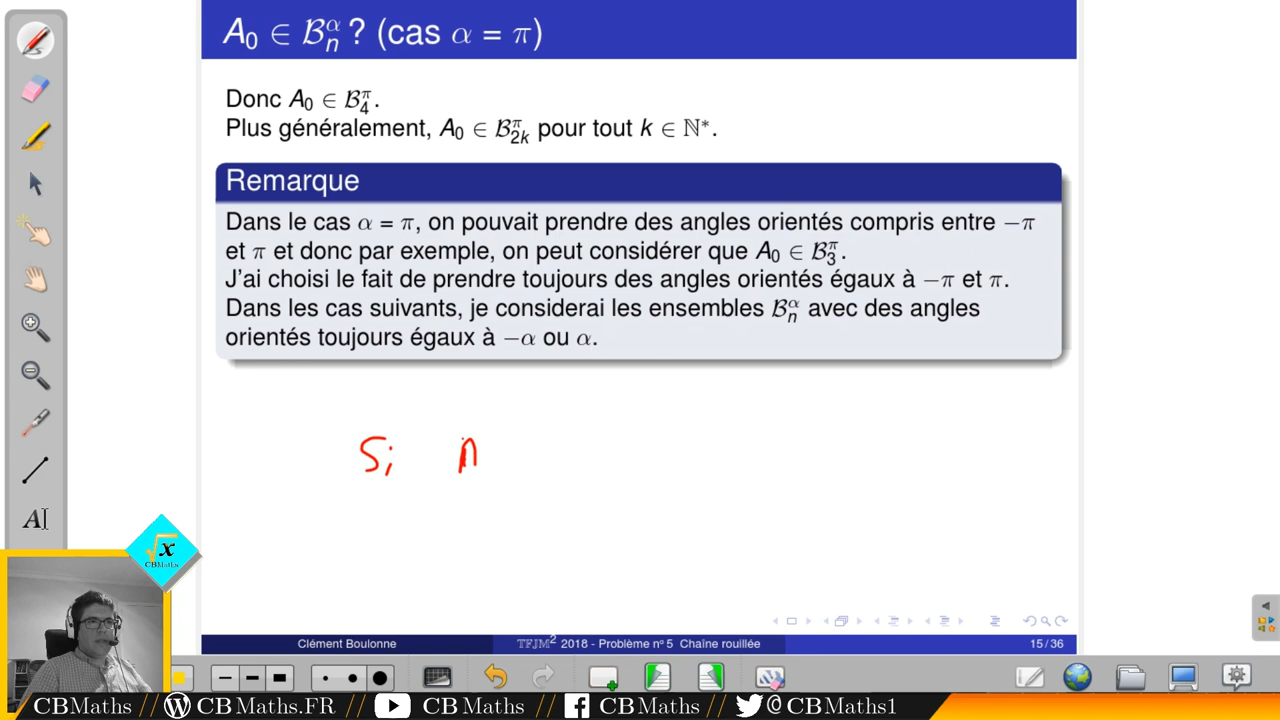 A₀ ∈ ℬₙᵅ ? (cas α = π)
Donc A₀ ∈ ℬ₄^π.
Plus généralement, A₀ ∈ ℬ₂ₖ^π pour tout k ∈ ℕ*.
Remarque
Dans le cas α = π, on pouvait prendre des angles orientés compris entre −π
et π et donc par exemple, on peut considérer que A₀ ∈ ℬ₃^π.
J'ai choisi le fait de prendre toujours des angles orientés égaux à −π et π.
Dans les cas suivants, je considerai les ensembles ℬₙᵅ avec des angles
orientés toujours égaux à −α ou α.
Si
AI
√x
CBMaths
Clément Boulonne TFJM² 2018 - Problème nº 5 Chaîne rouillée 15 / 36
CBMaths CBMaths.FR CBMaths CBMaths @CBMaths1